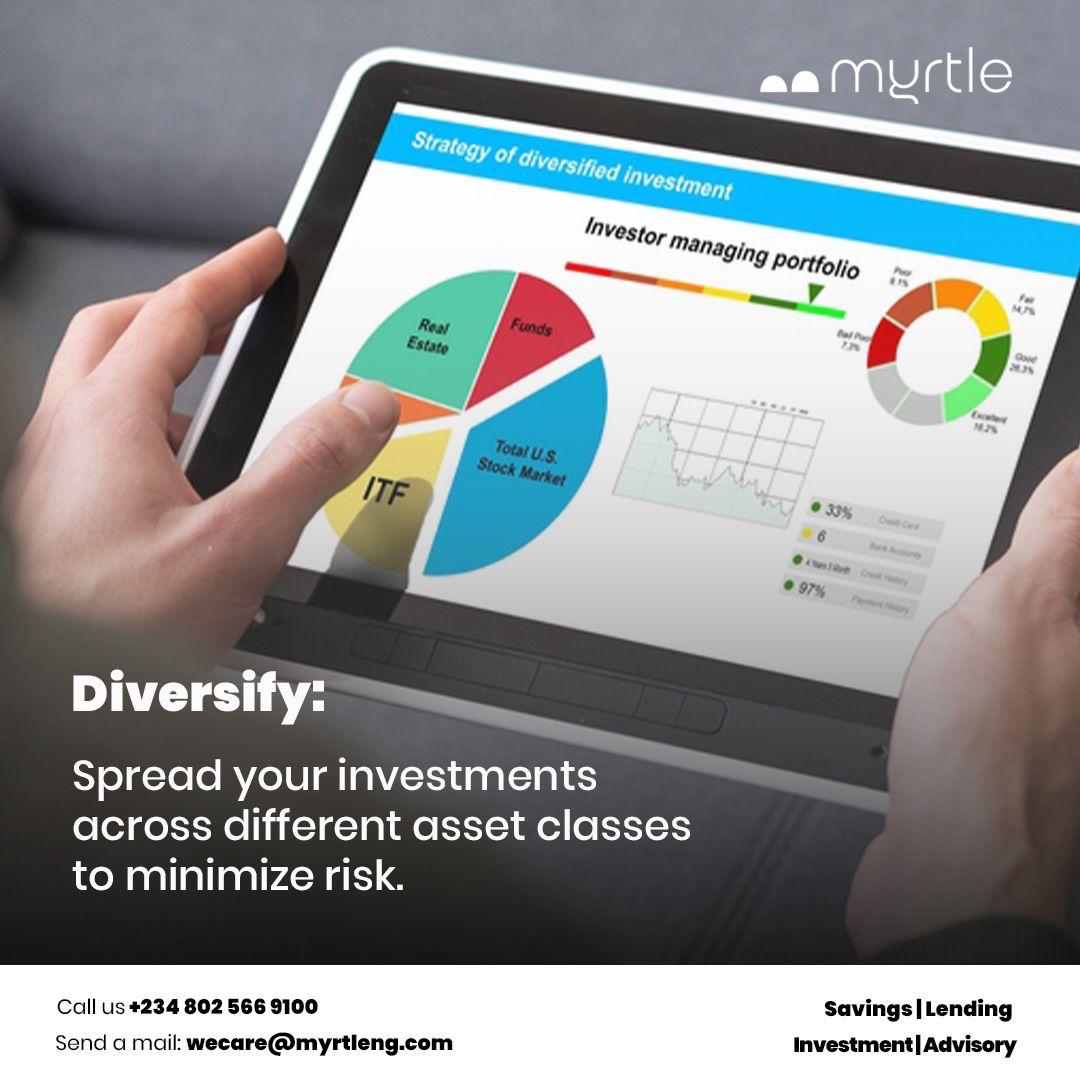 myrtle
Strategy of diversified investment
Investor managing portfolio
Poor
8,1%
Fair
14,7%
Good
26,3%
Excellent
16,2%
Bad Poor
7,3%
Real
Estate
Funds
Total U.S.
Stock Market
ITF
33% Credit Card
6 Bank Accounts
4 Years 5 Month Credit History
97% Payment History
Diversify:
Spread your investments
across different asset classes
to minimize risk.
Call us +234 802 566 9100
Send a mail: wecare@myrtleng.com
Savings | Lending
Investment | Advisory